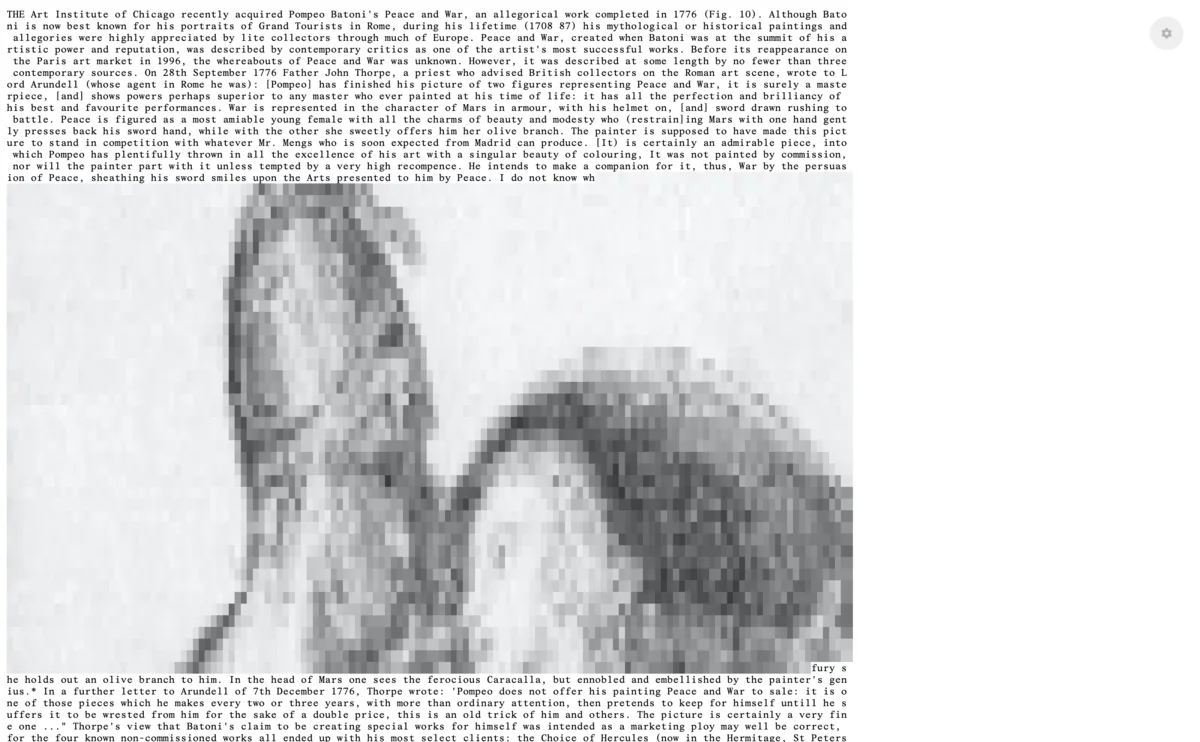 THE Art Institute of Chicago recently acquired Pompeo Batoni's Peace and War, an allegorical work completed in 1776 (Fig. 10). Although Bato
ni is now best known for his portraits of Grand Tourists in Rome, during his lifetime (1708 87) his mythological or historical paintings and
allegories were highly appreciated by lite collectors through much of Europe. Peace and War, created when Batoni was at the summit of his a
rtistic power and reputation, was described by contemporary critics as one of the artist's most successful works. Before its reappearance on
the Paris art market in 1996, the whereabouts of Peace and War was unknown. However, it was described at some length by no fewer than three
contemporary sources. On 28th September 1776 Father John Thorpe, a priest who advised British collectors on the Roman art scene, wrote to L
ord Arundell (whose agent in Rome he was): [Pompeo] has finished his picture of two figures representing Peace and War, it is surely a maste
rpiece, [and] shows powers perhaps superior to any master who ever painted at his time of life: it has all the perfection and brilliancy of
his best and favourite performances. War is represented in the character of Mars in armour, with his helmet on, [and] sword drawn rushing to
battle. Peace is figured as a most amiable young female with all the charms of beauty and modesty who (restrain]ing Mars with one hand gent
ly presses back his sword hand, while with the other she sweetly offers him her olive branch. The painter is supposed to have made this pict
ure to stand in competition with whatever Mr. Mengs who is soon expected from Madrid can produce. [It) is certainly an admirable piece, into
which Pompeo has plentifully thrown in all the excellence of his art with a singular beauty of colouring, It was not painted by commission,
nor will the painter part with it unless tempted by a very high recompence. He intends to make a companion for it, thus, War by the persuas
ion of Peace, sheathing his sword smiles upon the Arts presented to him by Peace. I do not know wh
fury s
he holds out an olive branch to him. In the head of Mars one sees the ferocious Caracalla, but ennobled and embellished by the painter's gen
ius.* In a further letter to Arundell of 7th December 1776, Thorpe wrote: 'Pompeo does not offer his painting Peace and War to sale: it is o
ne of those pieces which he makes every two or three years, with more than ordinary attention, then pretends to keep for himself untill he s
uffers it to be wrested from him for the sake of a double price, this is an old trick of him and others. The picture is certainly a very fin
e one ..." Thorpe's view that Batoni's claim to be creating special works for himself was intended as a marketing ploy may well be correct,
for the four known non-commissioned works all ended up with his most select clients: the Choice of Hercules (now in the Hermitage, St Peters